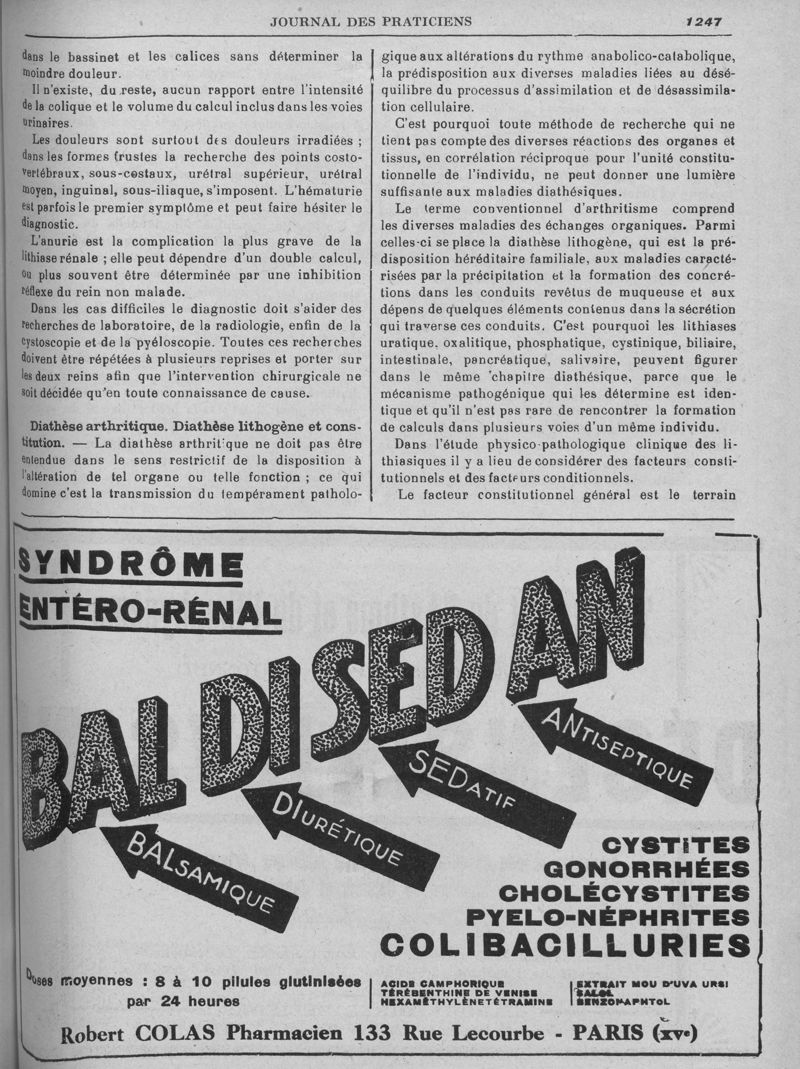 JOURNAL DES PRATICIENS 1247
dans le bassinet et les calices sans déterminer la
moindre douleur.
Il n'existe, du reste, aucun rapport entre l'intensité
de la colique et le volume du calcul inclus dans les voies
urinaires.
Les douleurs sont surtout des douleurs irradiées ;
dans les formes frustes la recherche des points costo-
vertébraux, sous-costaux, urétral supérieur, urétral
moyen, inguinal, sous-iliaque, s'imposent. L'hématurie
est parfois le premier symptôme et peut faire hésiter le
diagnostic.
L'anurie est la complication la plus grave de la
lithiase rénale ; elle peut dépendre d'un double calcul,
ou plus souvent être déterminée par une inhibition
réflexe du rein non malade.
Dans les cas difficiles le diagnostic doit s'aider des
recherches de laboratoire, de la radiologie, enfin de la
cystoscopie et de la pyéloscopie. Toutes ces recherches
doivent être répétées à plusieurs reprises et porter sur
les deux reins afin que l'intervention chirurgicale ne
soit décidée qu'en toute connaissance de cause.
Diathèse arthritique. Diathèse lithogène et cons-
titution. — La diathèse arthritique ne doit pas être
entendue dans le sens restrictif de la disposition à
l'altération de tel organe ou telle fonction ; ce qui
domine c'est la transmission du tempérament patholo-
gique aux altérations du rythme anabolico-catabolique,
la prédisposition aux diverses maladies liées au désé-
quilibre du processus d'assimilation et de désassimila-
tion cellulaire.
C'est pourquoi toute méthode de recherche qui ne
tient pas compte des diverses réactions des organes et
tissus, en corrélation réciproque pour l'unité constitu-
tionnelle de l'individu, ne peut donner une lumière
suffisante aux maladies diathésiques.
Le terme conventionnel d'arthritisme comprend
les diverses maladies des échanges organiques. Parmi
celles-ci se place la diathèse lithogène, qui est la pré-
disposition héréditaire familiale, aux maladies caracté-
risées par la précipitation et la formation des concré-
tions dans les conduits revêtus de muqueuse et aux
dépens de quelques éléments contenus dans la sécrétion
qui traverse ces conduits. C'est pourquoi les lithiases
uratique, oxalitique, phosphatique, cystinique, biliaire,
intestinale, pancréatique, salivaire, peuvent figurer
dans le même chapitre diathésique, parce que le
mécanisme pathogénique qui les détermine est iden-
tique et qu'il n'est pas rare de rencontrer la formation
de calculs dans plusieurs voies d'un même individu.
Dans l'étude physico-pathologique clinique des li-
thiasiques il y a lieu de considérer des facteurs consti-
tutionnels et des facteurs conditionnels.
Le facteur constitutionnel général est le terrain
SYNDRÔME
ENTÉRO-RÉNAL
BALDISEDAN
BALSAMIQUE
DIURÉTIQUE
SEDATIF
ANTISEPTIQUE
CYSTITES
GONORRHÉES
CHOLÉCYSTITES
PYELO-NÉPHRITES
COLIBACILLURIES
Doses moyennes : 8 à 10 pilules glutinisées
par 24 heures
ACIDE CAMPHORIQUE
TÉRÉBENTHINE DE VENISE
HEXAMÉTHYLÈNETÉTRAMINE
EXTRAIT MOU D'UVA URSI
SALOL
BENZONAPHTOL
Robert COLAS Pharmacien 133 Rue Lecourbe - PARIS (xve)